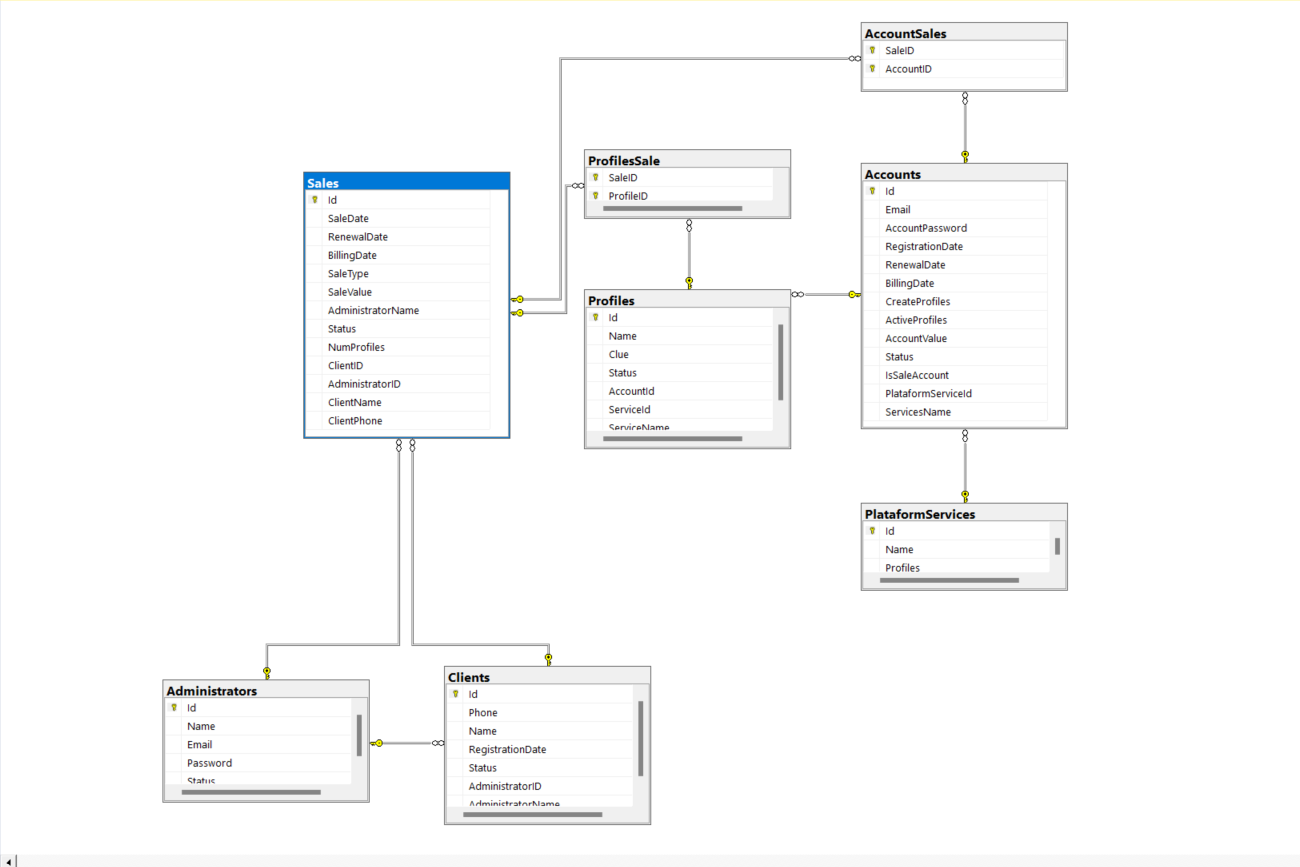 AccountSales
SaleID
AccountID
ProfilesSale
SaleID
ProfileID
Sales
Id
SaleDate
RenewalDate
BillingDate
SaleType
SaleValue
AdministratorName
Status
NumProfiles
ClientID
AdministratorID
ClientName
ClientPhone
Accounts
Id
Email
AccountPassword
RegistrationDate
RenewalDate
BillingDate
CreateProfiles
ActiveProfiles
AccountValue
Status
IsSaleAccount
PlataformServiceId
ServicesName
Profiles
Id
Name
Clue
Status
AccountId
ServiceId
ServiceName
PlataformServices
Id
Name
Profiles
Administrators
Id
Name
Email
Password
Status
Clients
Id
Phone
Name
RegistrationDate
Status
AdministratorID
AdministratorName